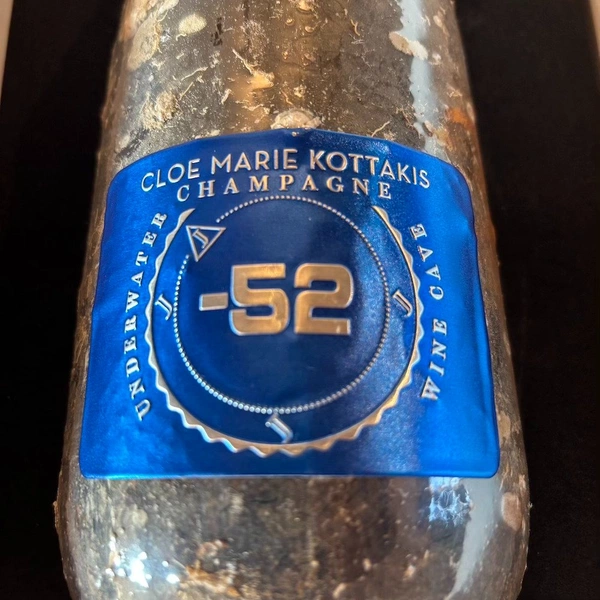 CLOE MARIE KOTTAKIS
CHAMPAGNE
UNDERWATER
WINE CAVE
-52